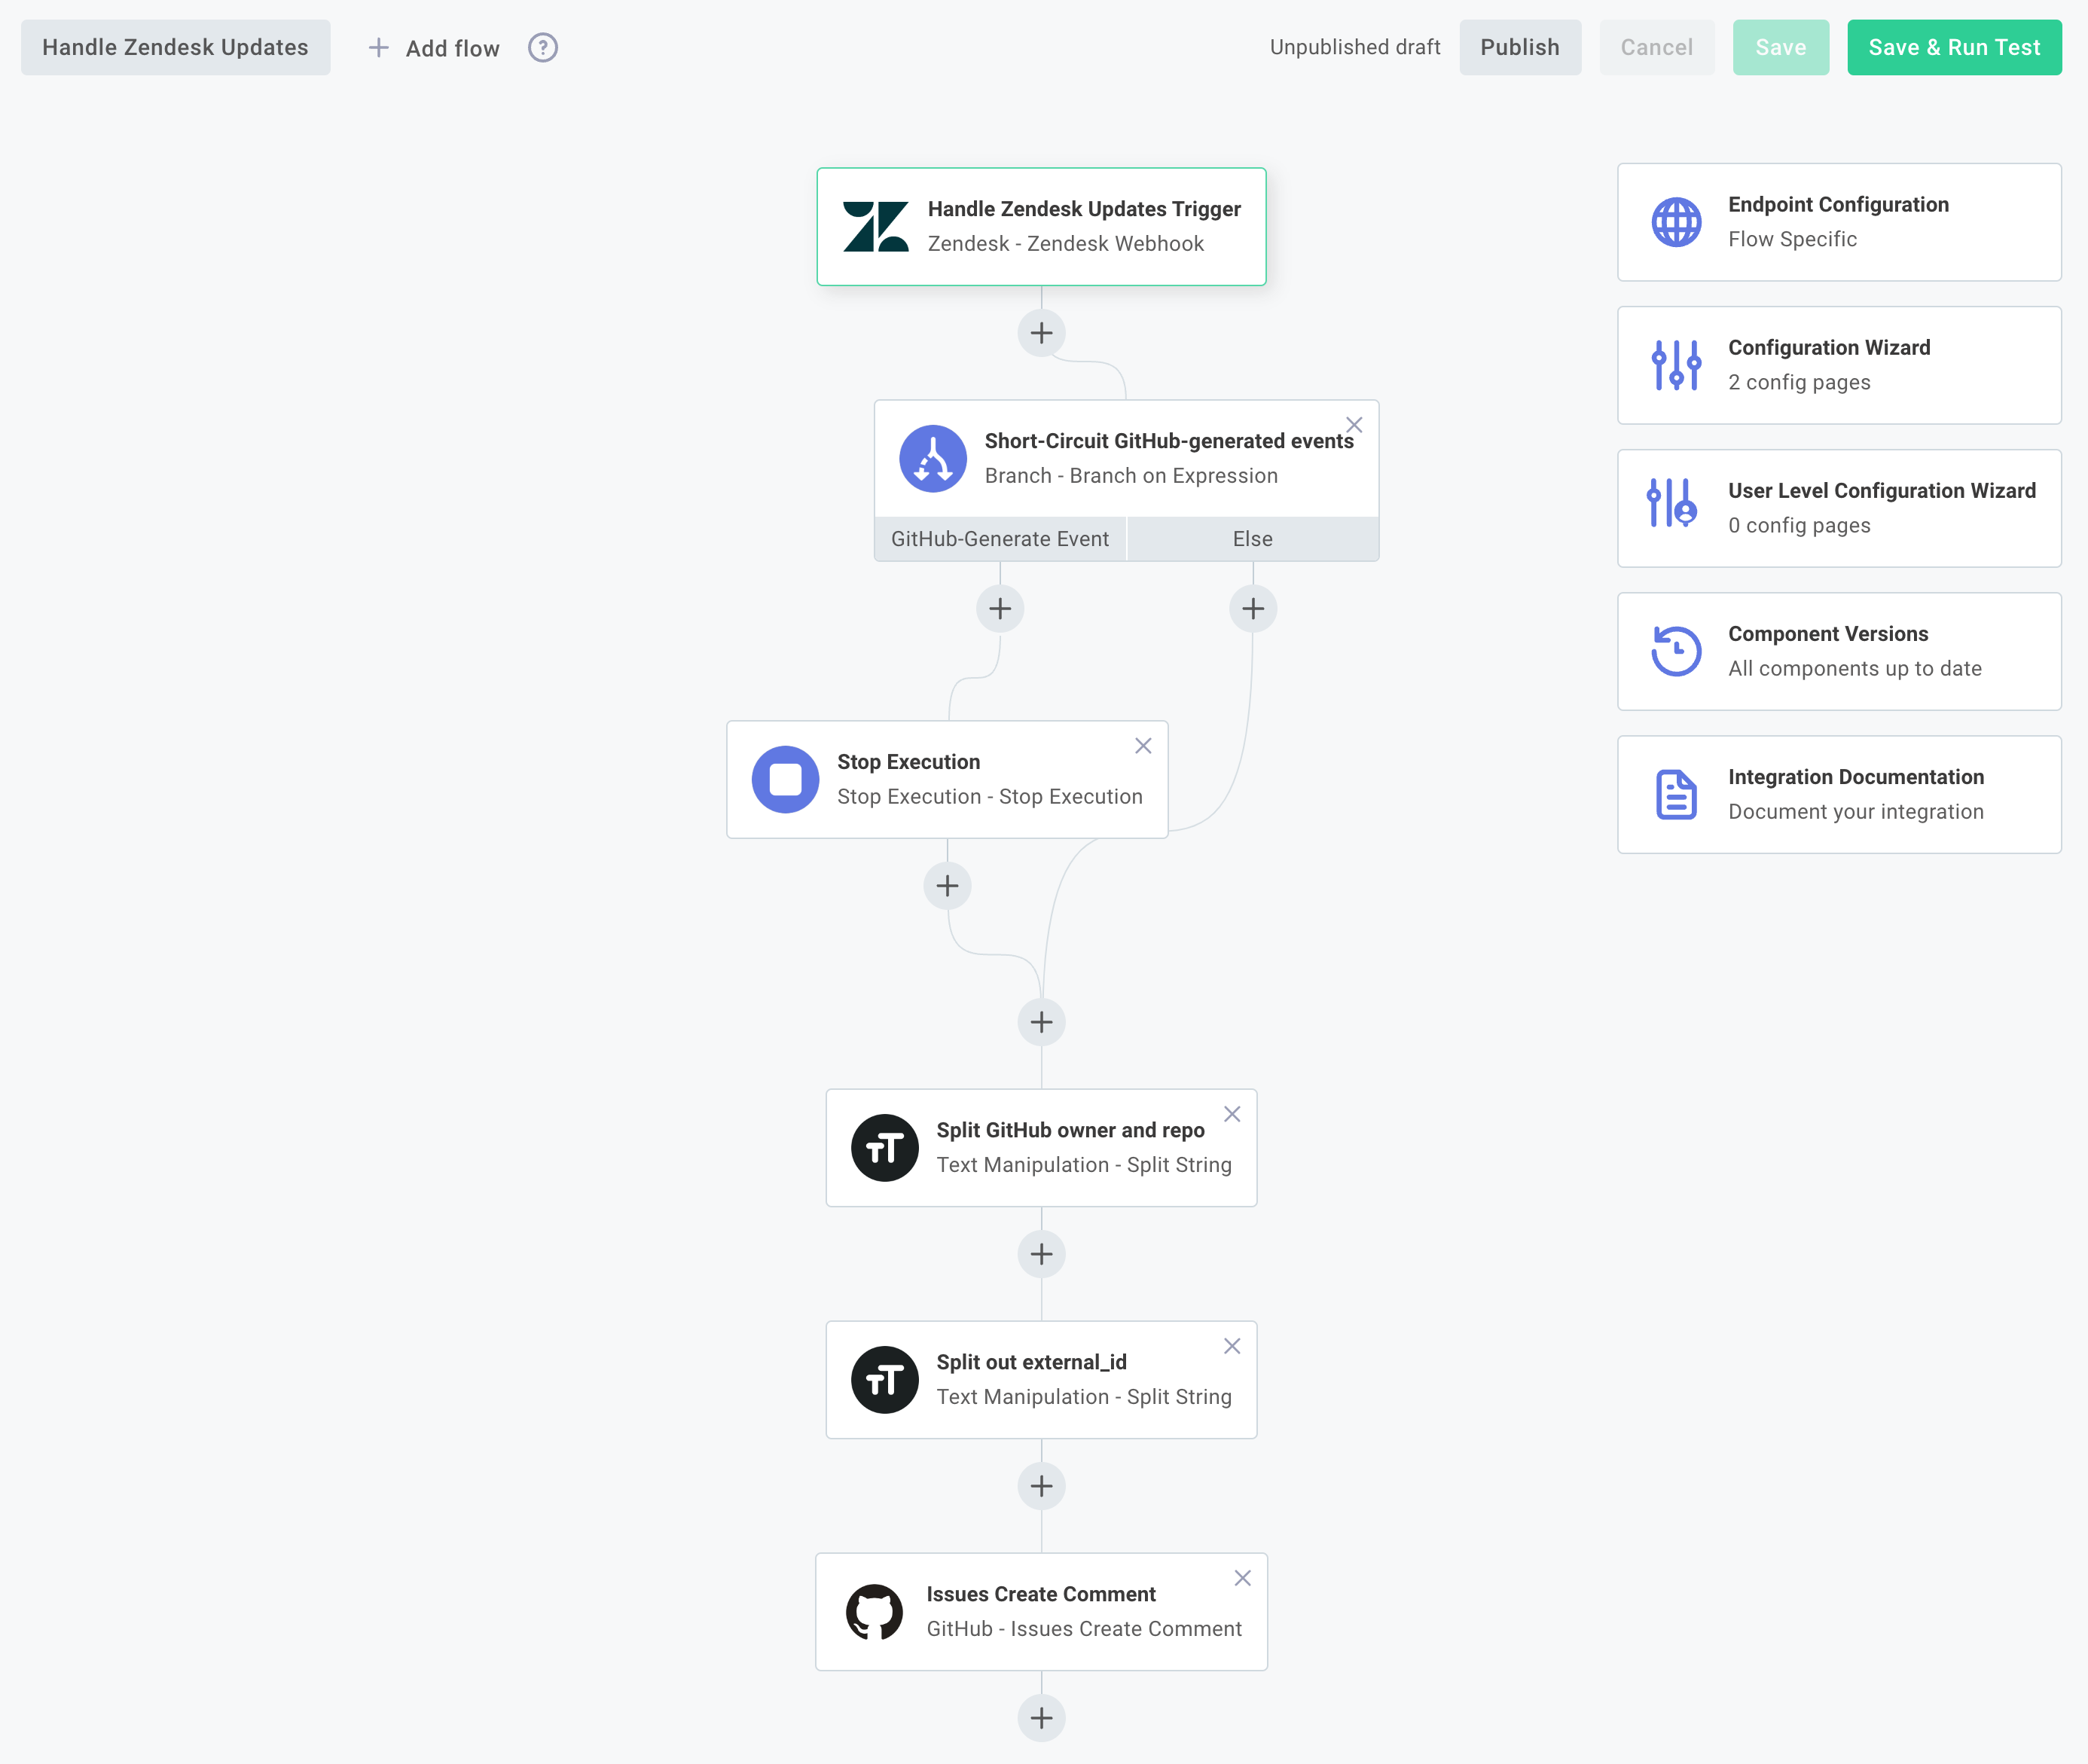 Handle Zendesk Updates
Add flow
?
Unpublished draft
Publish
Cancel
Save
Save & Run Test
Handle Zendesk Updates Trigger
Zendesk - Zendesk Webhook
Short-Circuit GitHub-generated events
Branch - Branch on Expression
GitHub-Generate Event
Else
Stop Execution
Stop Execution - Stop Execution
Split GitHub owner and repo
Text Manipulation - Split String
Split out external_id
Text Manipulation - Split String
Issues Create Comment
GitHub - Issues Create Comment
Endpoint Configuration
Flow Specific
Configuration Wizard
2 config pages
User Level Configuration Wizard
0 config pages
Component Versions
All components up to date
Integration Documentation
Document your integration